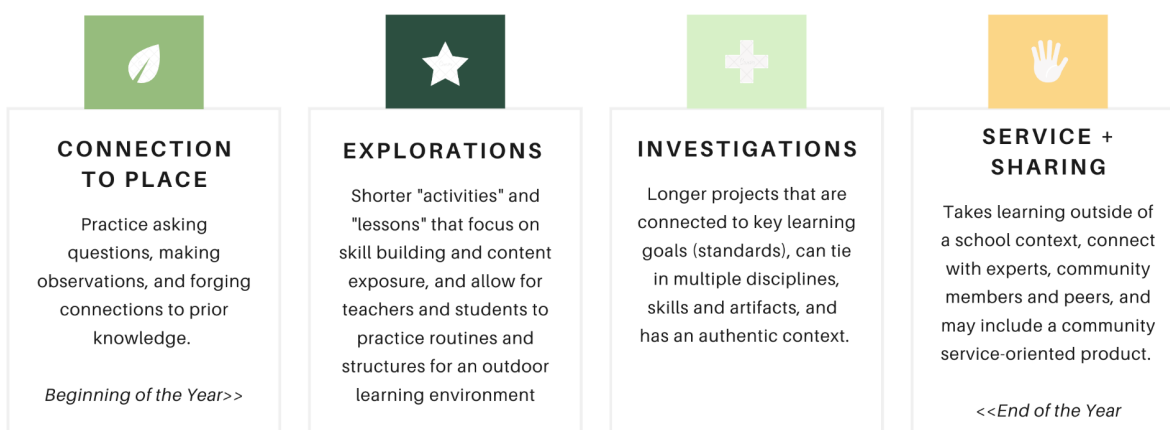 CONNECTION
TO PLACE
Practice asking
questions, making
observations, and forging
connections to prior
knowledge.
Beginning of the Year>>
EXPLORATIONS
Shorter "activities" and
"lessons" that focus on
skill building and content
exposure, and allow for
teachers and students to
practice routines and
structures for an outdoor
learning environment
INVESTIGATIONS
Longer projects that are
connected to key learning
goals (standards), can tie
in multiple disciplines,
skills and artifacts, and
has an authentic context.
SERVICE +
SHARING
Takes learning outside of
a school context, connect
with experts, community
members and peers, and
may include a community
service-oriented product.
<<End of the Year